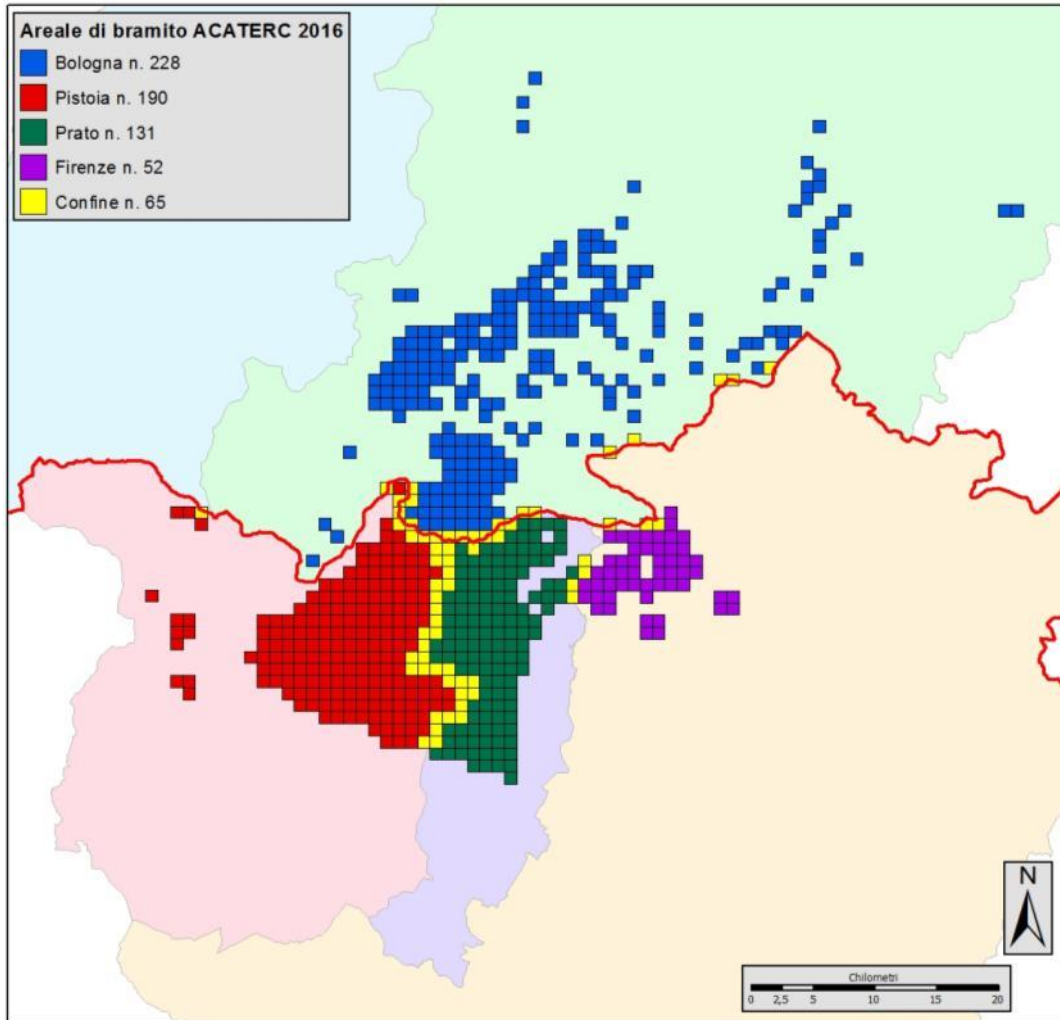 Areale di bramito ACATERC 2016
Bologna n. 228
Pistoia n. 190
Prato n. 131
Firenze n. 52
Confine n. 65
N
Chilometri
0 2,5 5 10 15 20